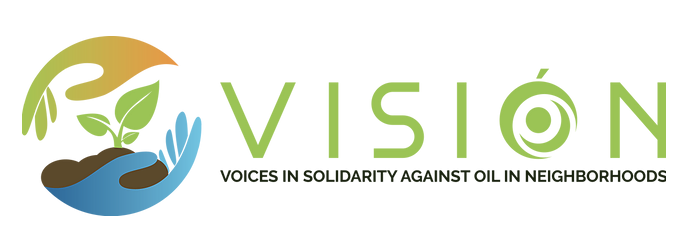 VISIÓN
VOICES IN SOLIDARITY AGAINST OIL IN NEIGHBORHOODS